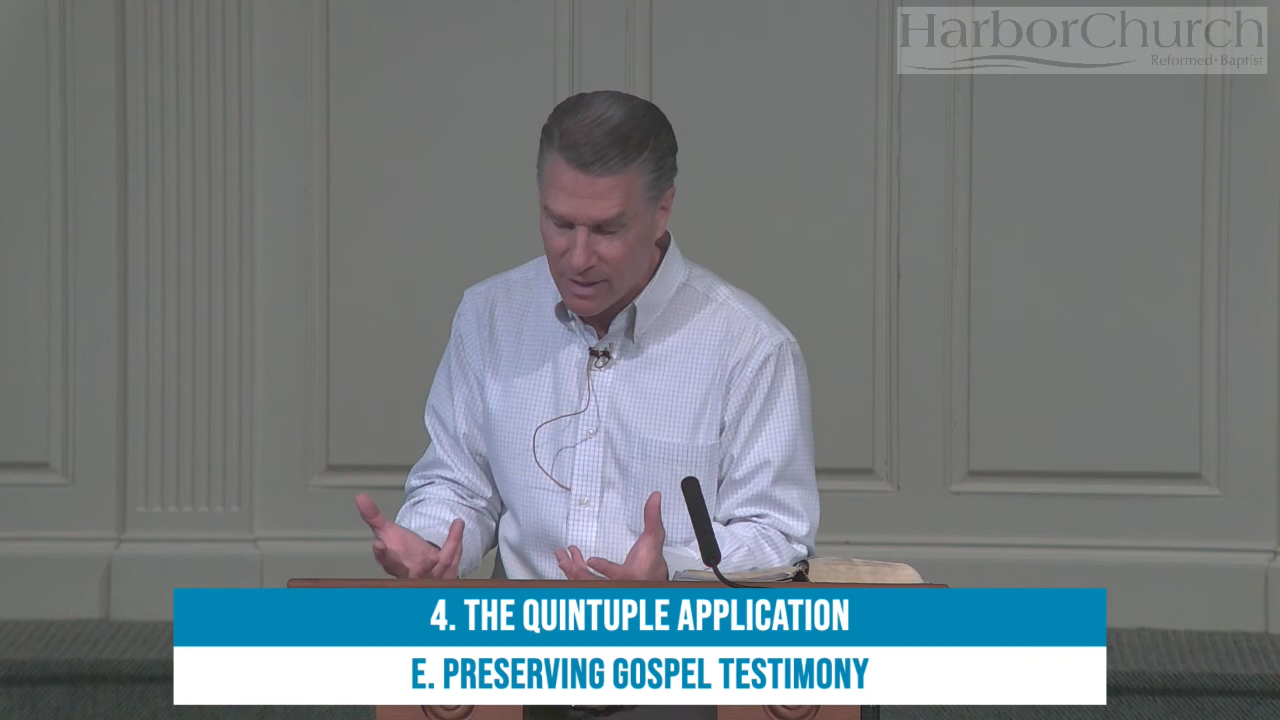 HarborChurch
Reformed•Baptist
4. THE QUINTUPLE APPLICATION
E. PRESERVING GOSPEL TESTIMONY